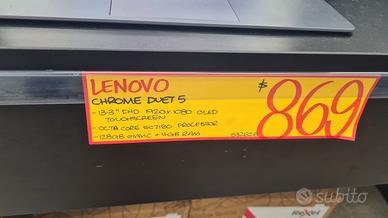 LENOVO
CHROME DUET 5
- 13.3" FHD 1920x1080 OLED
TOUCHSCREEN
- OCTA CORE SC7180 PROCESSOR
- 128GB eMMC + 4GB RAM
$869
subito